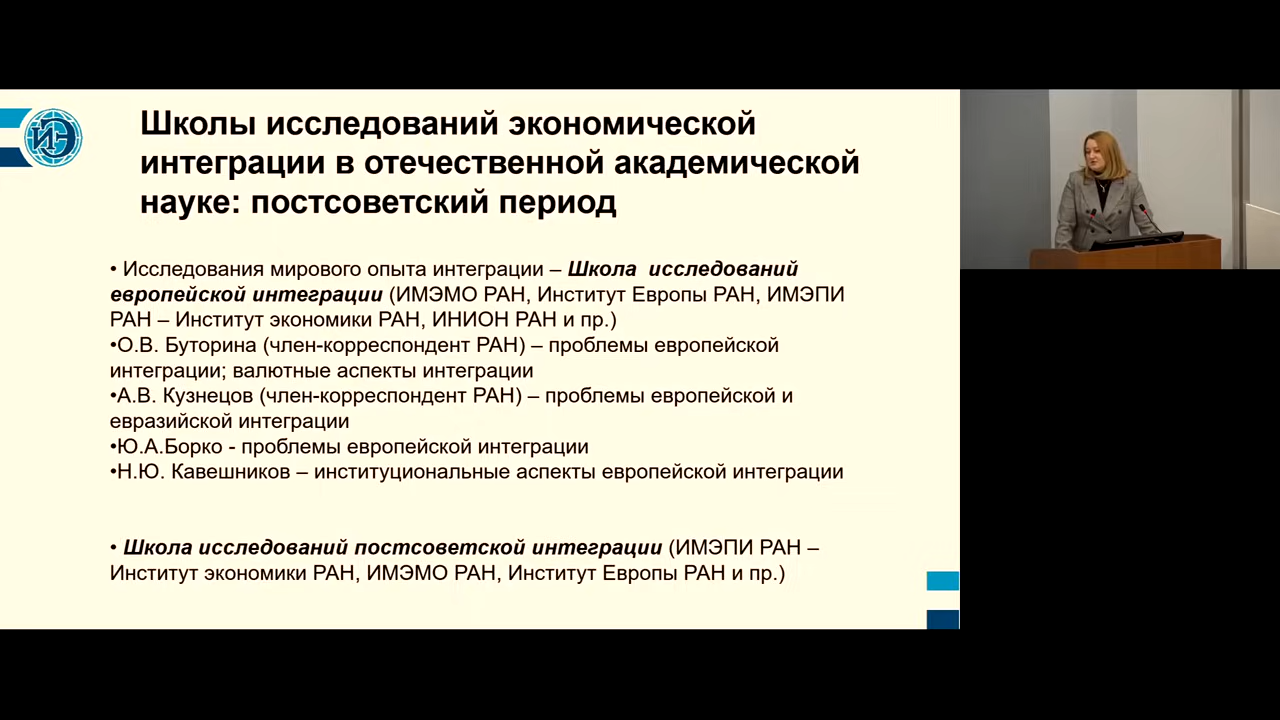 ИЭ
Школы исследований экономической
интеграции в отечественной академической
науке: постсоветский период
• Исследования мирового опыта интеграции – Школа исследований
европейской интеграции (ИМЭМО РАН, Институт Европы РАН, ИМЭПИ
РАН – Институт экономики РАН, ИНИОН РАН и пр.)
•О.В. Буторина (член-корреспондент РАН) – проблемы европейской
интеграции; валютные аспекты интеграции
•А.В. Кузнецов (член-корреспондент РАН) – проблемы европейской и
евразийской интеграции
•Ю.А.Борко - проблемы европейской интеграции
•Н.Ю. Кавешников – институциональные аспекты европейской интеграции
• Школа исследований постсоветской интеграции (ИМЭПИ РАН –
Институт экономики РАН, ИМЭМО РАН, Институт Европы РАН и пр.)